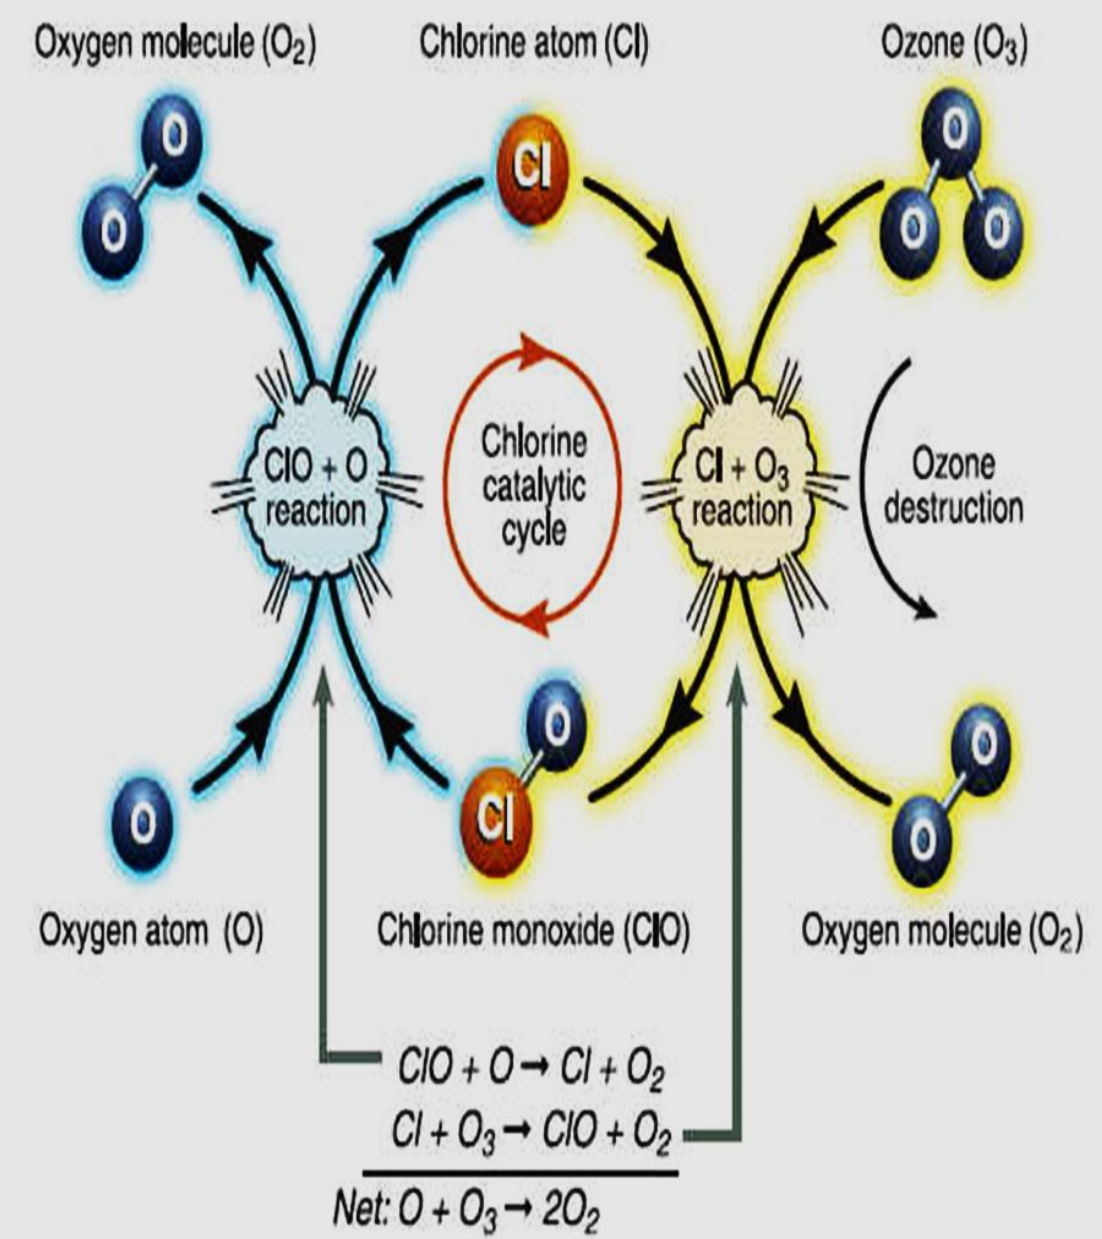 Oxygen molecule (O₂)
Chlorine atom (Cl)
Ozone (O₃)
O
O
Cl
O
O
O
ClO + O
reaction
Chlorine
catalytic
cycle
Cl + O₃
reaction
Ozone
destruction
O
Cl
O
O
O
Oxygen atom (O)
Chlorine monoxide (ClO)
Oxygen molecule (O₂)
ClO + O → Cl + O₂
Cl + O₃ → ClO + O₂
Net: O + O₃ → 2O₂